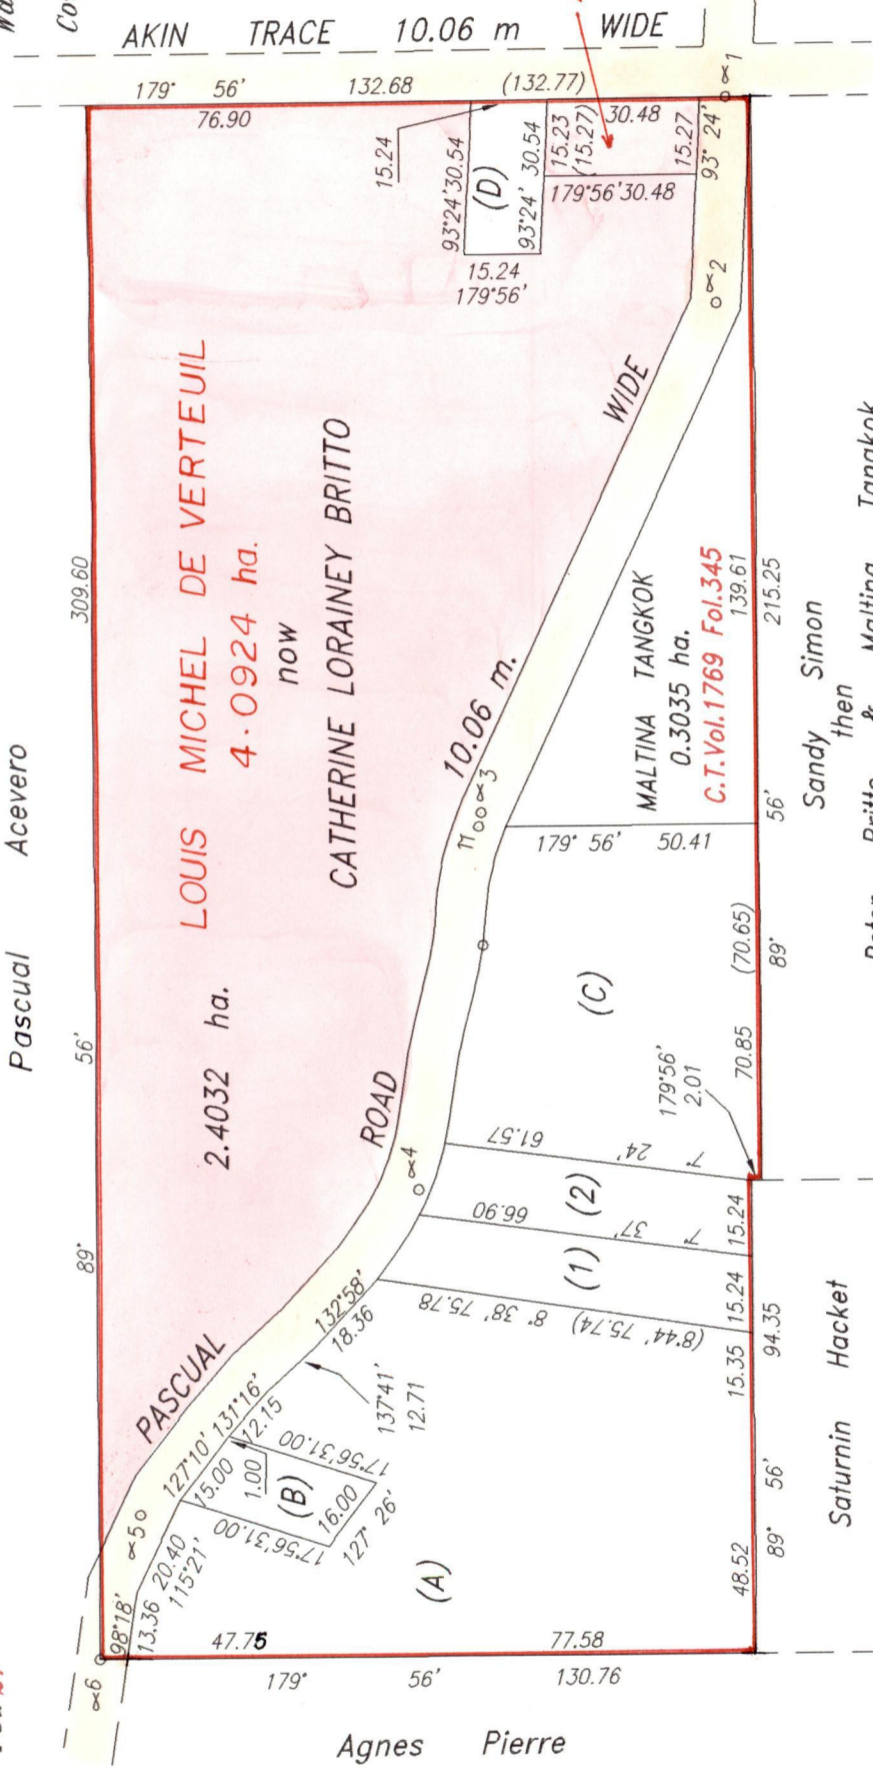 AKIN TRACE 10.06 m WIDE
179° 56' 132.68 (132.77)
76.90
30.48
15.24
93°24' 30.54
(D)
93°24' 30.54
15.23
(15.27)
15.27
93° 24'
∝1
179°56' 30.48
15.24
179°56'
∝2
WIDE
309.60
LOUIS MICHEL DE VERTEUIL
4.0924 ha.
now
CATHERINE LORAINEY BRITTO
10.06 m.
MALTINA TANGKOK
0.3035 ha.
C.T.Vol.1769 Fol.345
139.61
215.25
Sandy Simon
then
Britto & Maltina Tangkok
Pascual Acevero
∝3
56'
179° 56' 50.41
(70.65)
89°
(C)
2.4032 ha.
56'
ROAD
70.85
179°56'
2.01
61.57
7° 24'
∝4
(2)
66.90
7° 37'
15.24
(1)
8° 38' 75.78
(8°44' 75.74)
15.24
94.35
15.35
89°
132°58'
18.36
137°41'
12.71
PASCUAL
127°10'
131°16'
12.15
15.00
1.00
17°56' 31.00
(B)
17°56' 31.00
16.00
127° 26'
56'
Saturnin Hacket
∝5
20.40
115°21'
(A)
48.52
89°
98°18'
13.36
47.75
77.58
∝6
179° 56' 130.76
Agnes Pierre